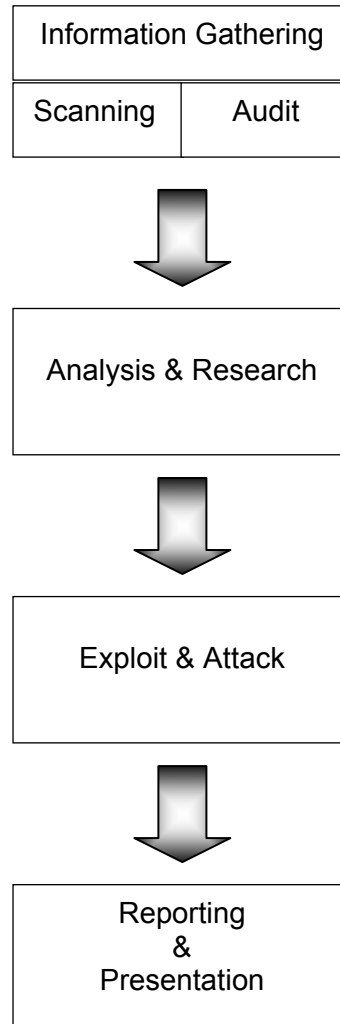 Information Gathering
Scanning
Audit
Analysis & Research
Exploit & Attack
Reporting
&
Presentation